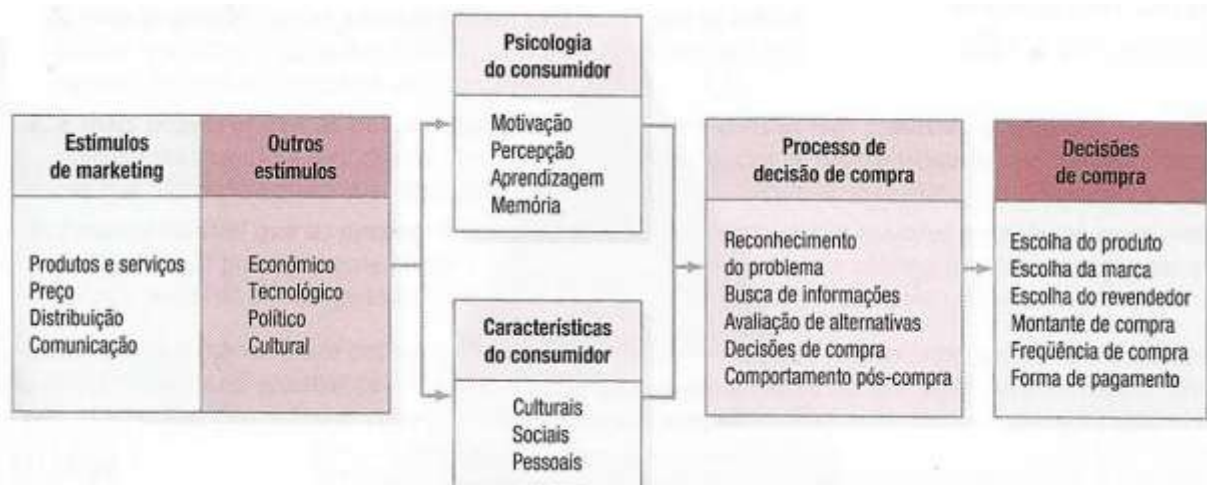 Estímulos
de marketing
Produtos e serviços
Preço
Distribuição
Comunicação
Outros
estímulos
Econômico
Tecnológico
Político
Cultural
Psicologia
do consumidor
Motivação
Percepção
Aprendizagem
Memória
Características
do consumidor
Culturais
Sociais
Pessoais
Processo de
decisão de compra
Reconhecimento
do problema
Busca de informações
Avaliação de alternativas
Decisões de compra
Comportamento pós-compra
Decisões
de compra
Escolha do produto
Escolha da marca
Escolha do revendedor
Montante de compra
Freqüência de compra
Forma de pagamento